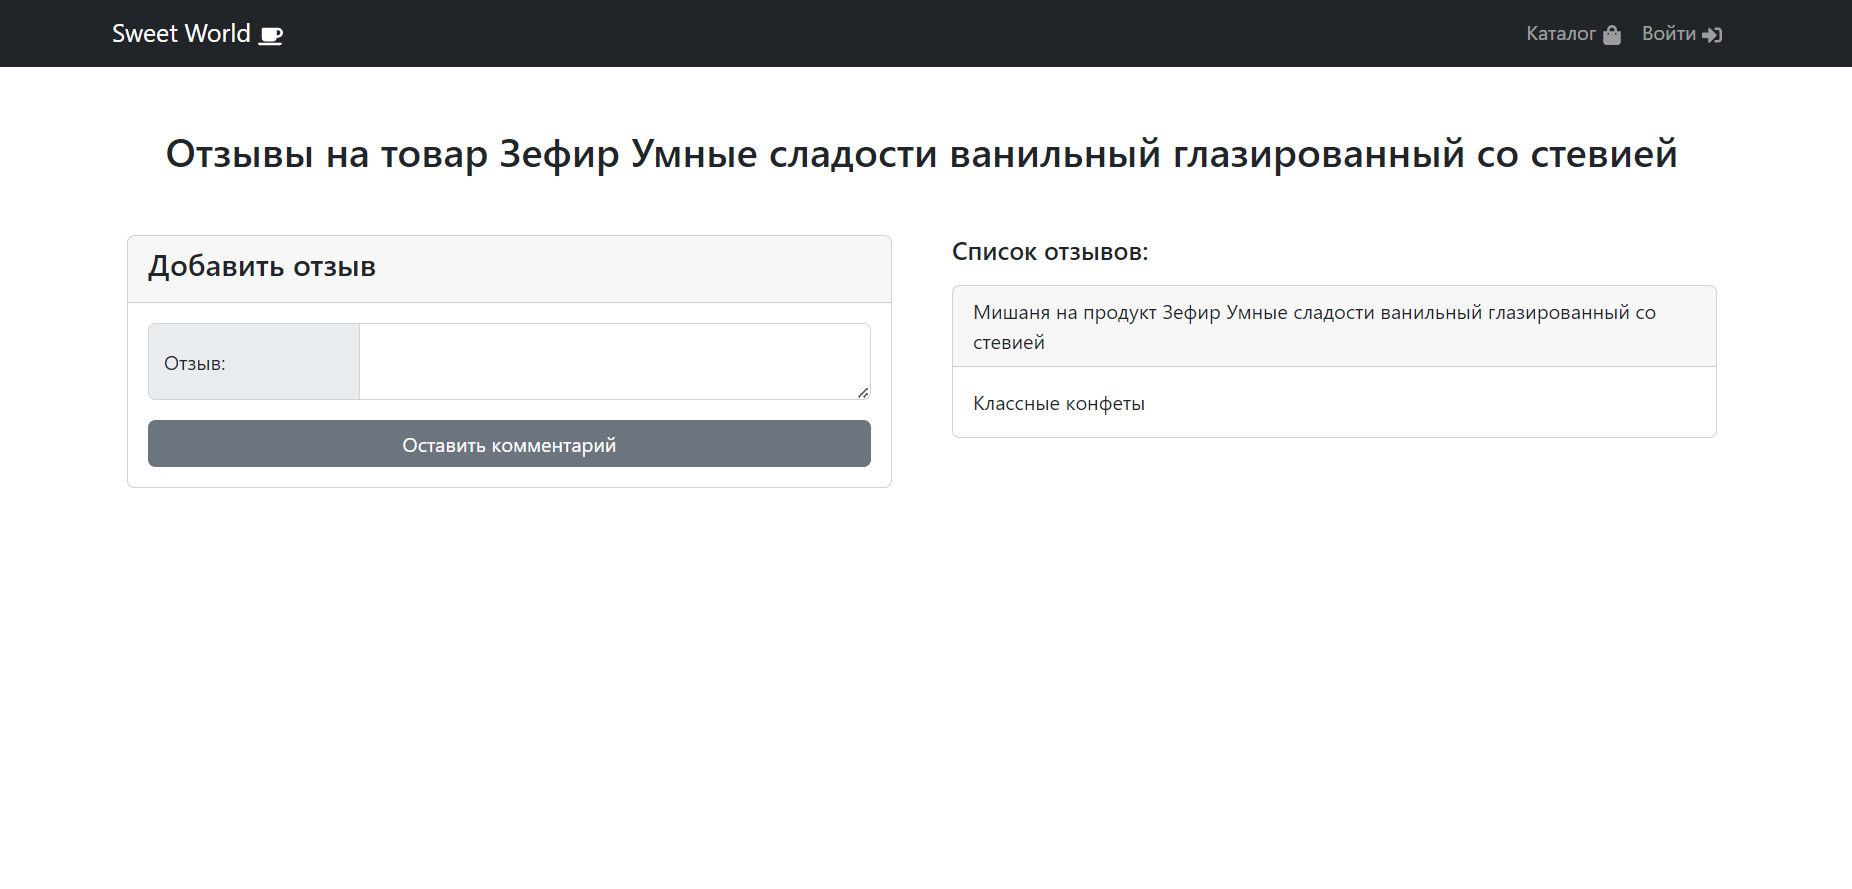 Sweet World
Каталог
Войти
Отзывы на товар Зефир Умные сладости ванильный глазированный со стевией
Добавить отзыв
Отзыв:
Оставить комментарий
Список отзывов:
Мишаня на продукт Зефир Умные сладости ванильный глазированный со
стевией
Классные конфеты